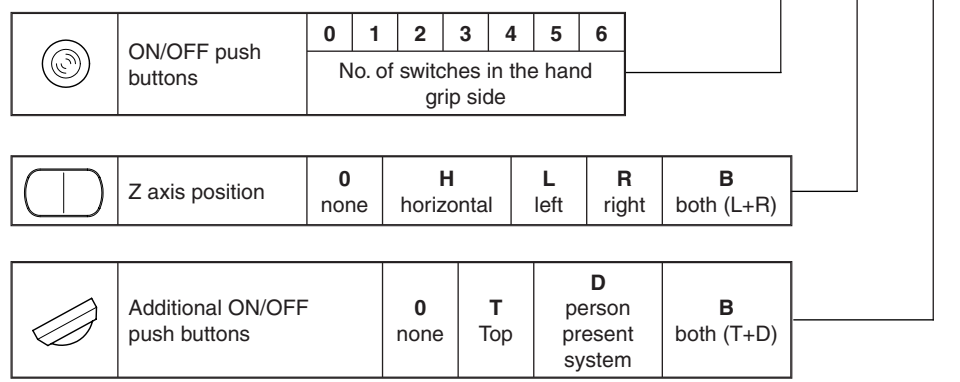 ON/OFF push
buttons
0 1 2 3 4 5 6
No. of switches in the hand
grip side
Z axis position
0
none
H
horizontal
L
left
R
right
B
both (L+R)
Additional ON/OFF
push buttons
0
none
T
Top
D
person
present
system
B
both (T+D)